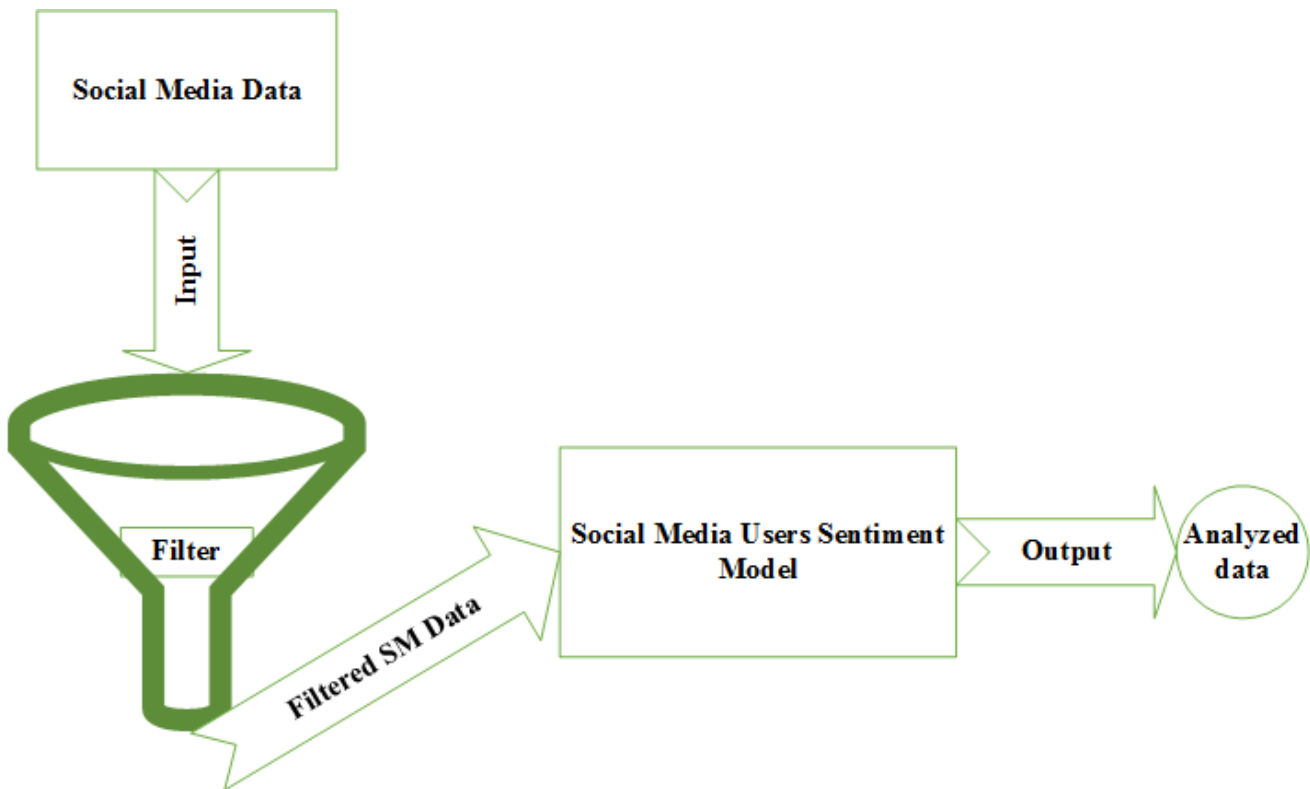 Social Media Data
Input
Filter
Filtered SM Data
Social Media Users Sentiment
Model
Output
Analyzed
data